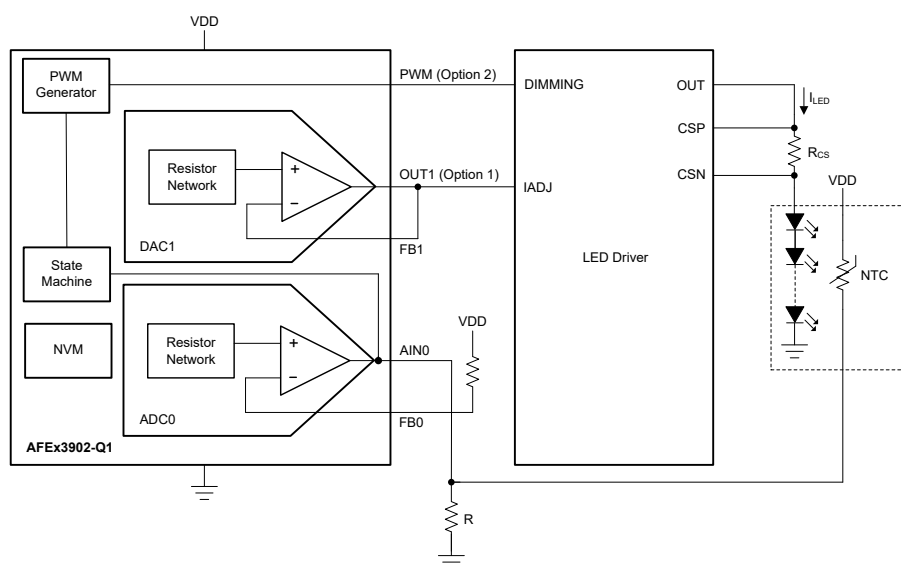 VDD
PWM
Generator
PWM (Option 2)
DIMMING
OUT
I_LED
CSP
R_CS
CSN
Resistor
Network
+
−
OUT1 (Option 1)
IADJ
VDD
DAC1
FB1
State
Machine
LED Driver
NTC
VDD
NVM
Resistor
Network
+
−
AIN0
ADC0
FB0
AFEx3902-Q1
R